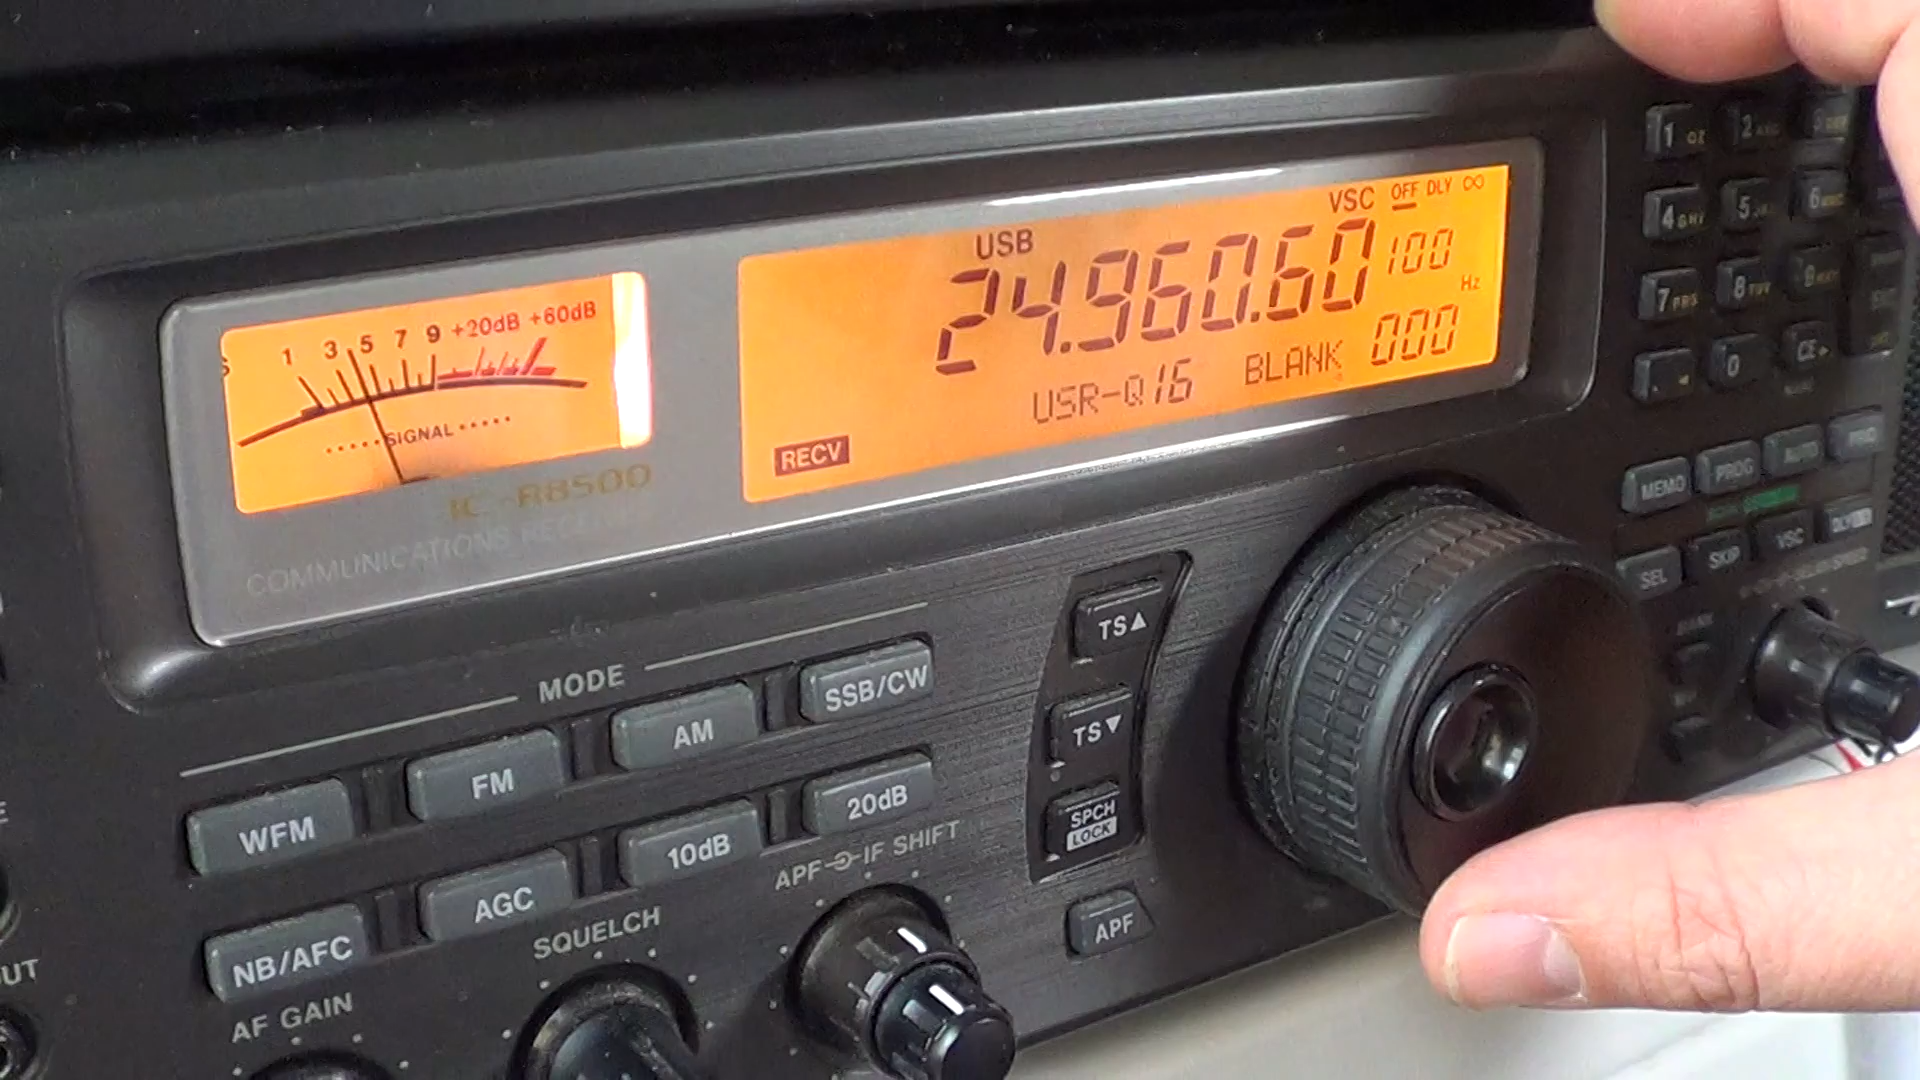 S 1 3 5 7 9 +20dB +60dB
SIGNAL
IC-R8500
COMMUNICATIONS RECEIVER
VSC OFF DLY ∞
USB
24.960.60 100
Hz
USR-Q16 BLANK 000
RECV
MODE
WFM FM AM SSB/CW
NB/AFC AGC 10dB 20dB
AF GAIN SQUELCH APF IF SHIFT
TS▲
TS▼
SPCH
LOCK
APF
1 2
4 GHI 5 6
7 PRS 8 TUV
. 0 CE
MEMO PROG AUTO
SEL SKIP VSC